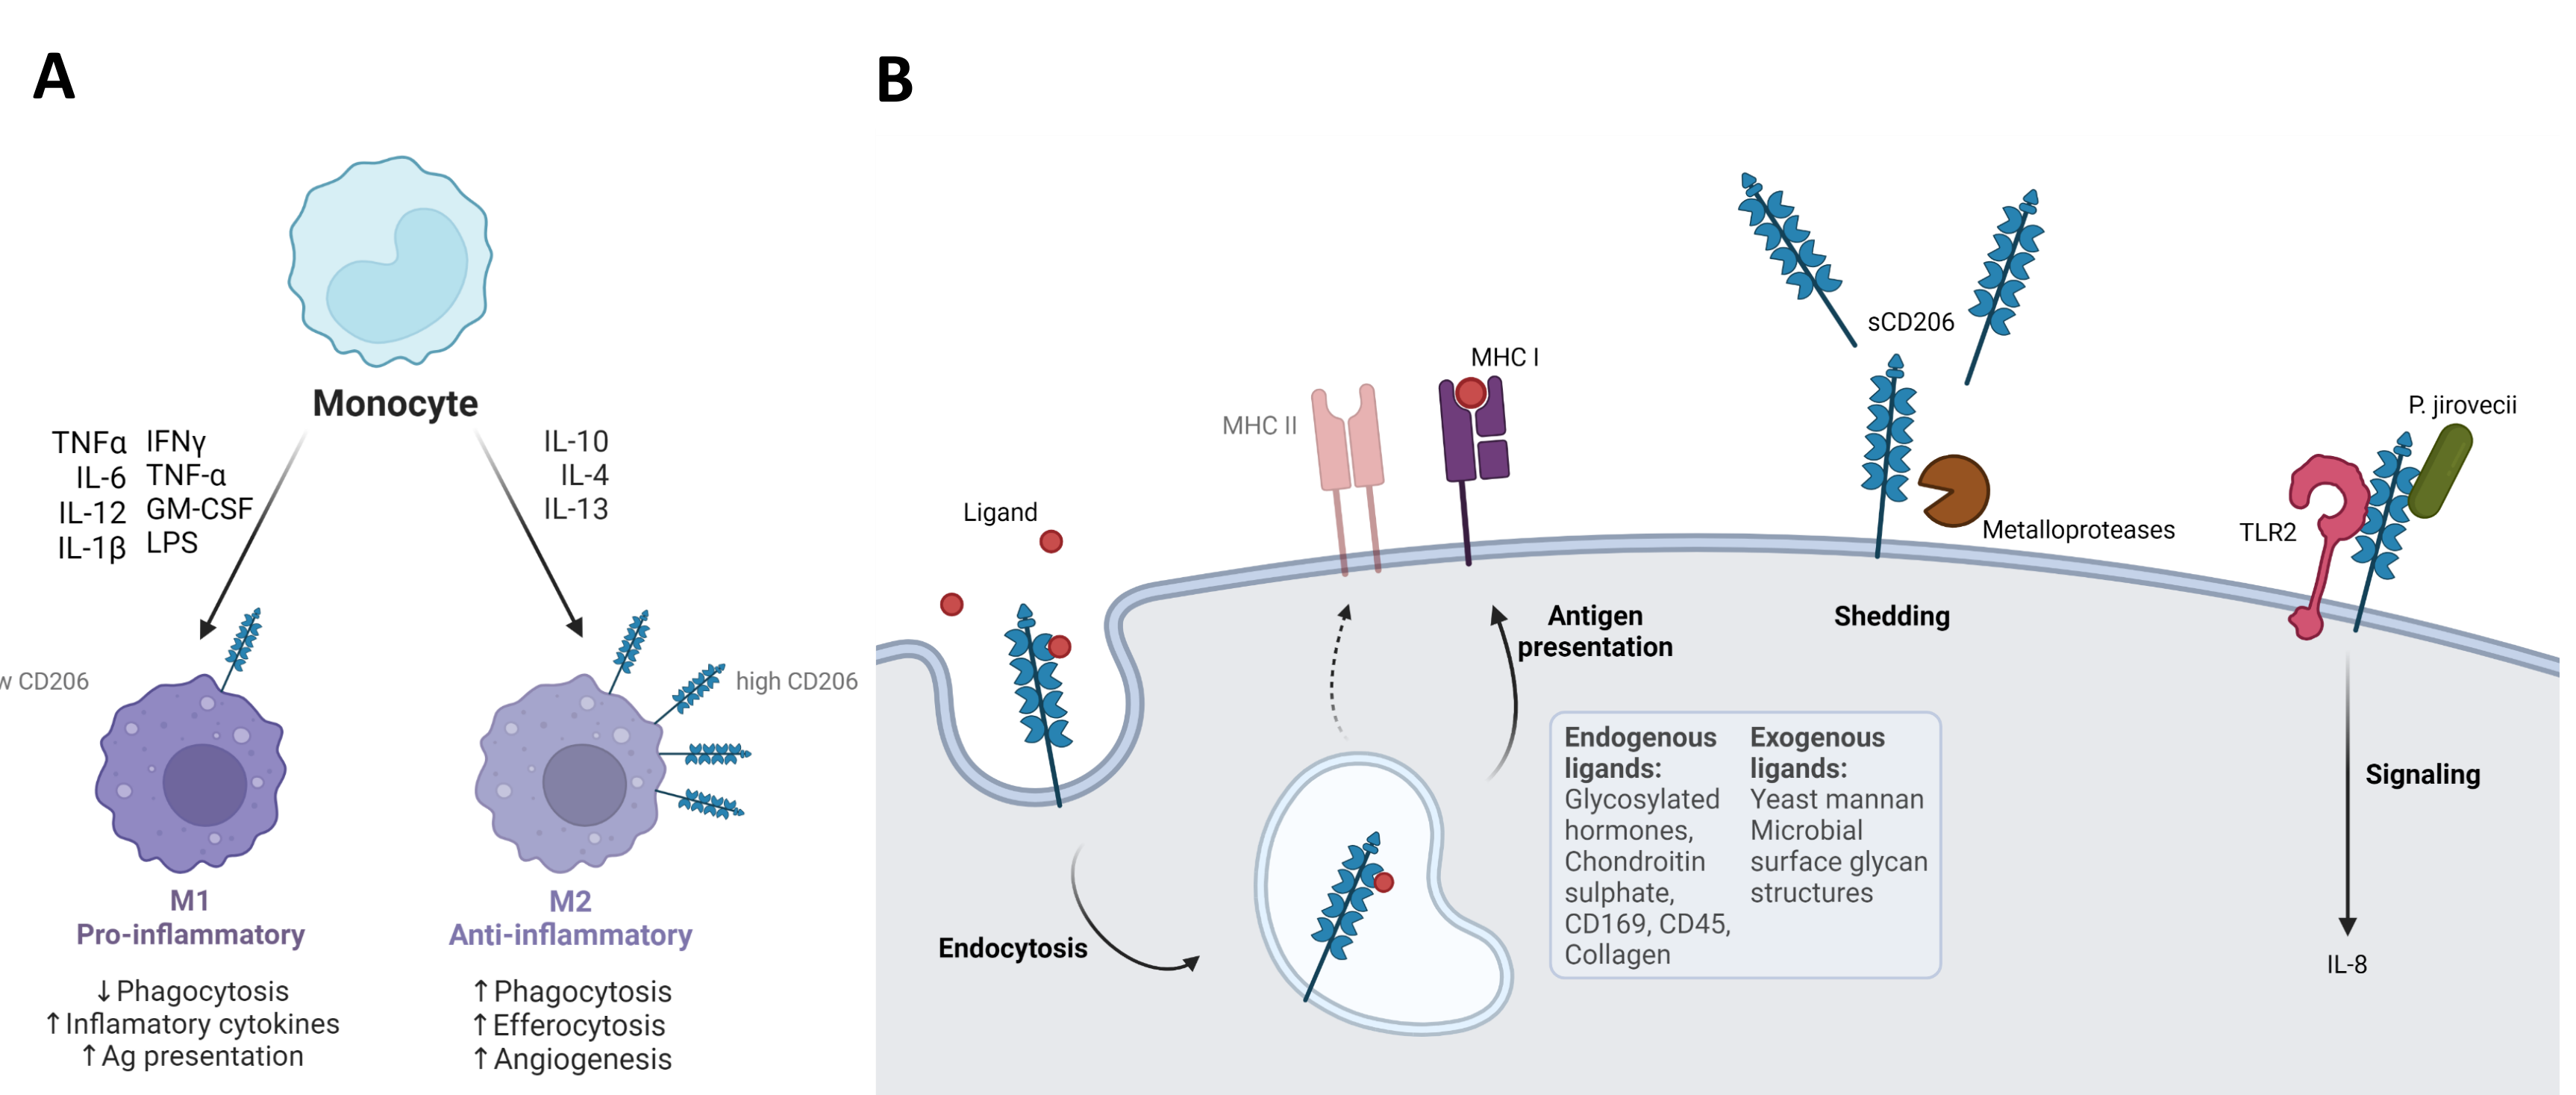 A
Monocyte
TNFα
IL-6
IL-12
IL-1β
IFNγ
TNF-α
GM-CSF
LPS
IL-10
IL-4
IL-13
CD206
high CD206
M1
Pro-inflammatory
↓Phagocytosis
↑Inflamatory cytokines
↑Ag presentation
M2
Anti-inflammatory
↑Phagocytosis
↑Efferocytosis
↑Angiogenesis
B
Ligand
Endocytosis
MHC II
MHC I
Antigen
presentation
sCD206
Metalloproteases
Shedding
Endogenous
ligands:
Glycosylated
hormones,
Chondroitin
sulphate,
CD169, CD45,
Collagen
Exogenous
ligands:
Yeast mannan
Microbial
surface glycan
structures
P. jirovecii
TLR2
Signaling
IL-8